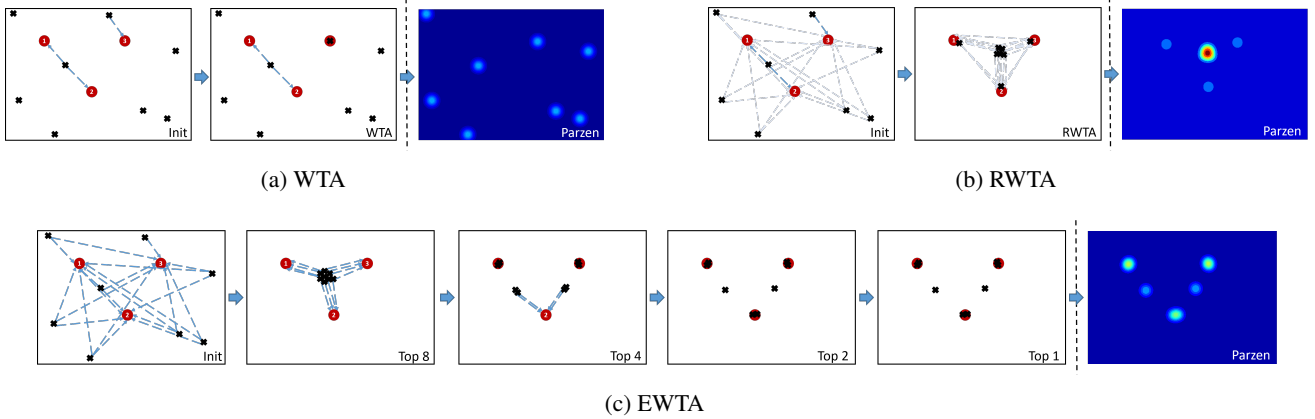 1
3
2
Init
1
2
WTA
Parzen
(a) WTA
1
3
2
Init
1
3
2
RWTA
Parzen
(b) RWTA
1
3
2
Init
1
3
2
Top 8
2
Top 4
Top 2
Top 1
Parzen
(c) EWTA